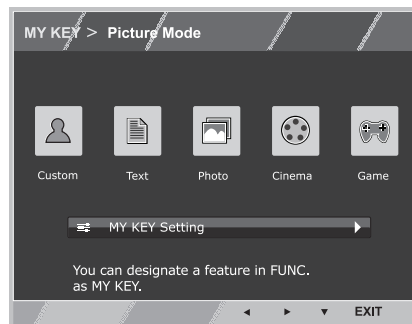 MY KEY > Picture Mode
Custom Text Photo Cinema Game
MY KEY Setting
You can designate a feature in FUNC.
as MY KEY.
EXIT